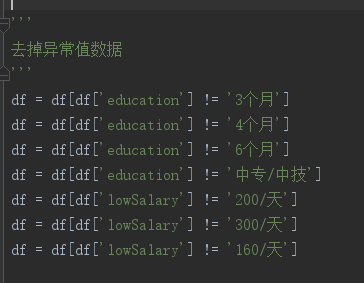 '''
去掉异常值数据
'''
df = df[df['education'] != '3个月']
df = df[df['education'] != '4个月']
df = df[df['education'] != '6个月']
df = df[df['education'] != '中专/中技']
df = df[df['lowSalary'] != '200/天']
df = df[df['lowSalary'] != '300/天']
df = df[df['lowSalary'] != '160/天']